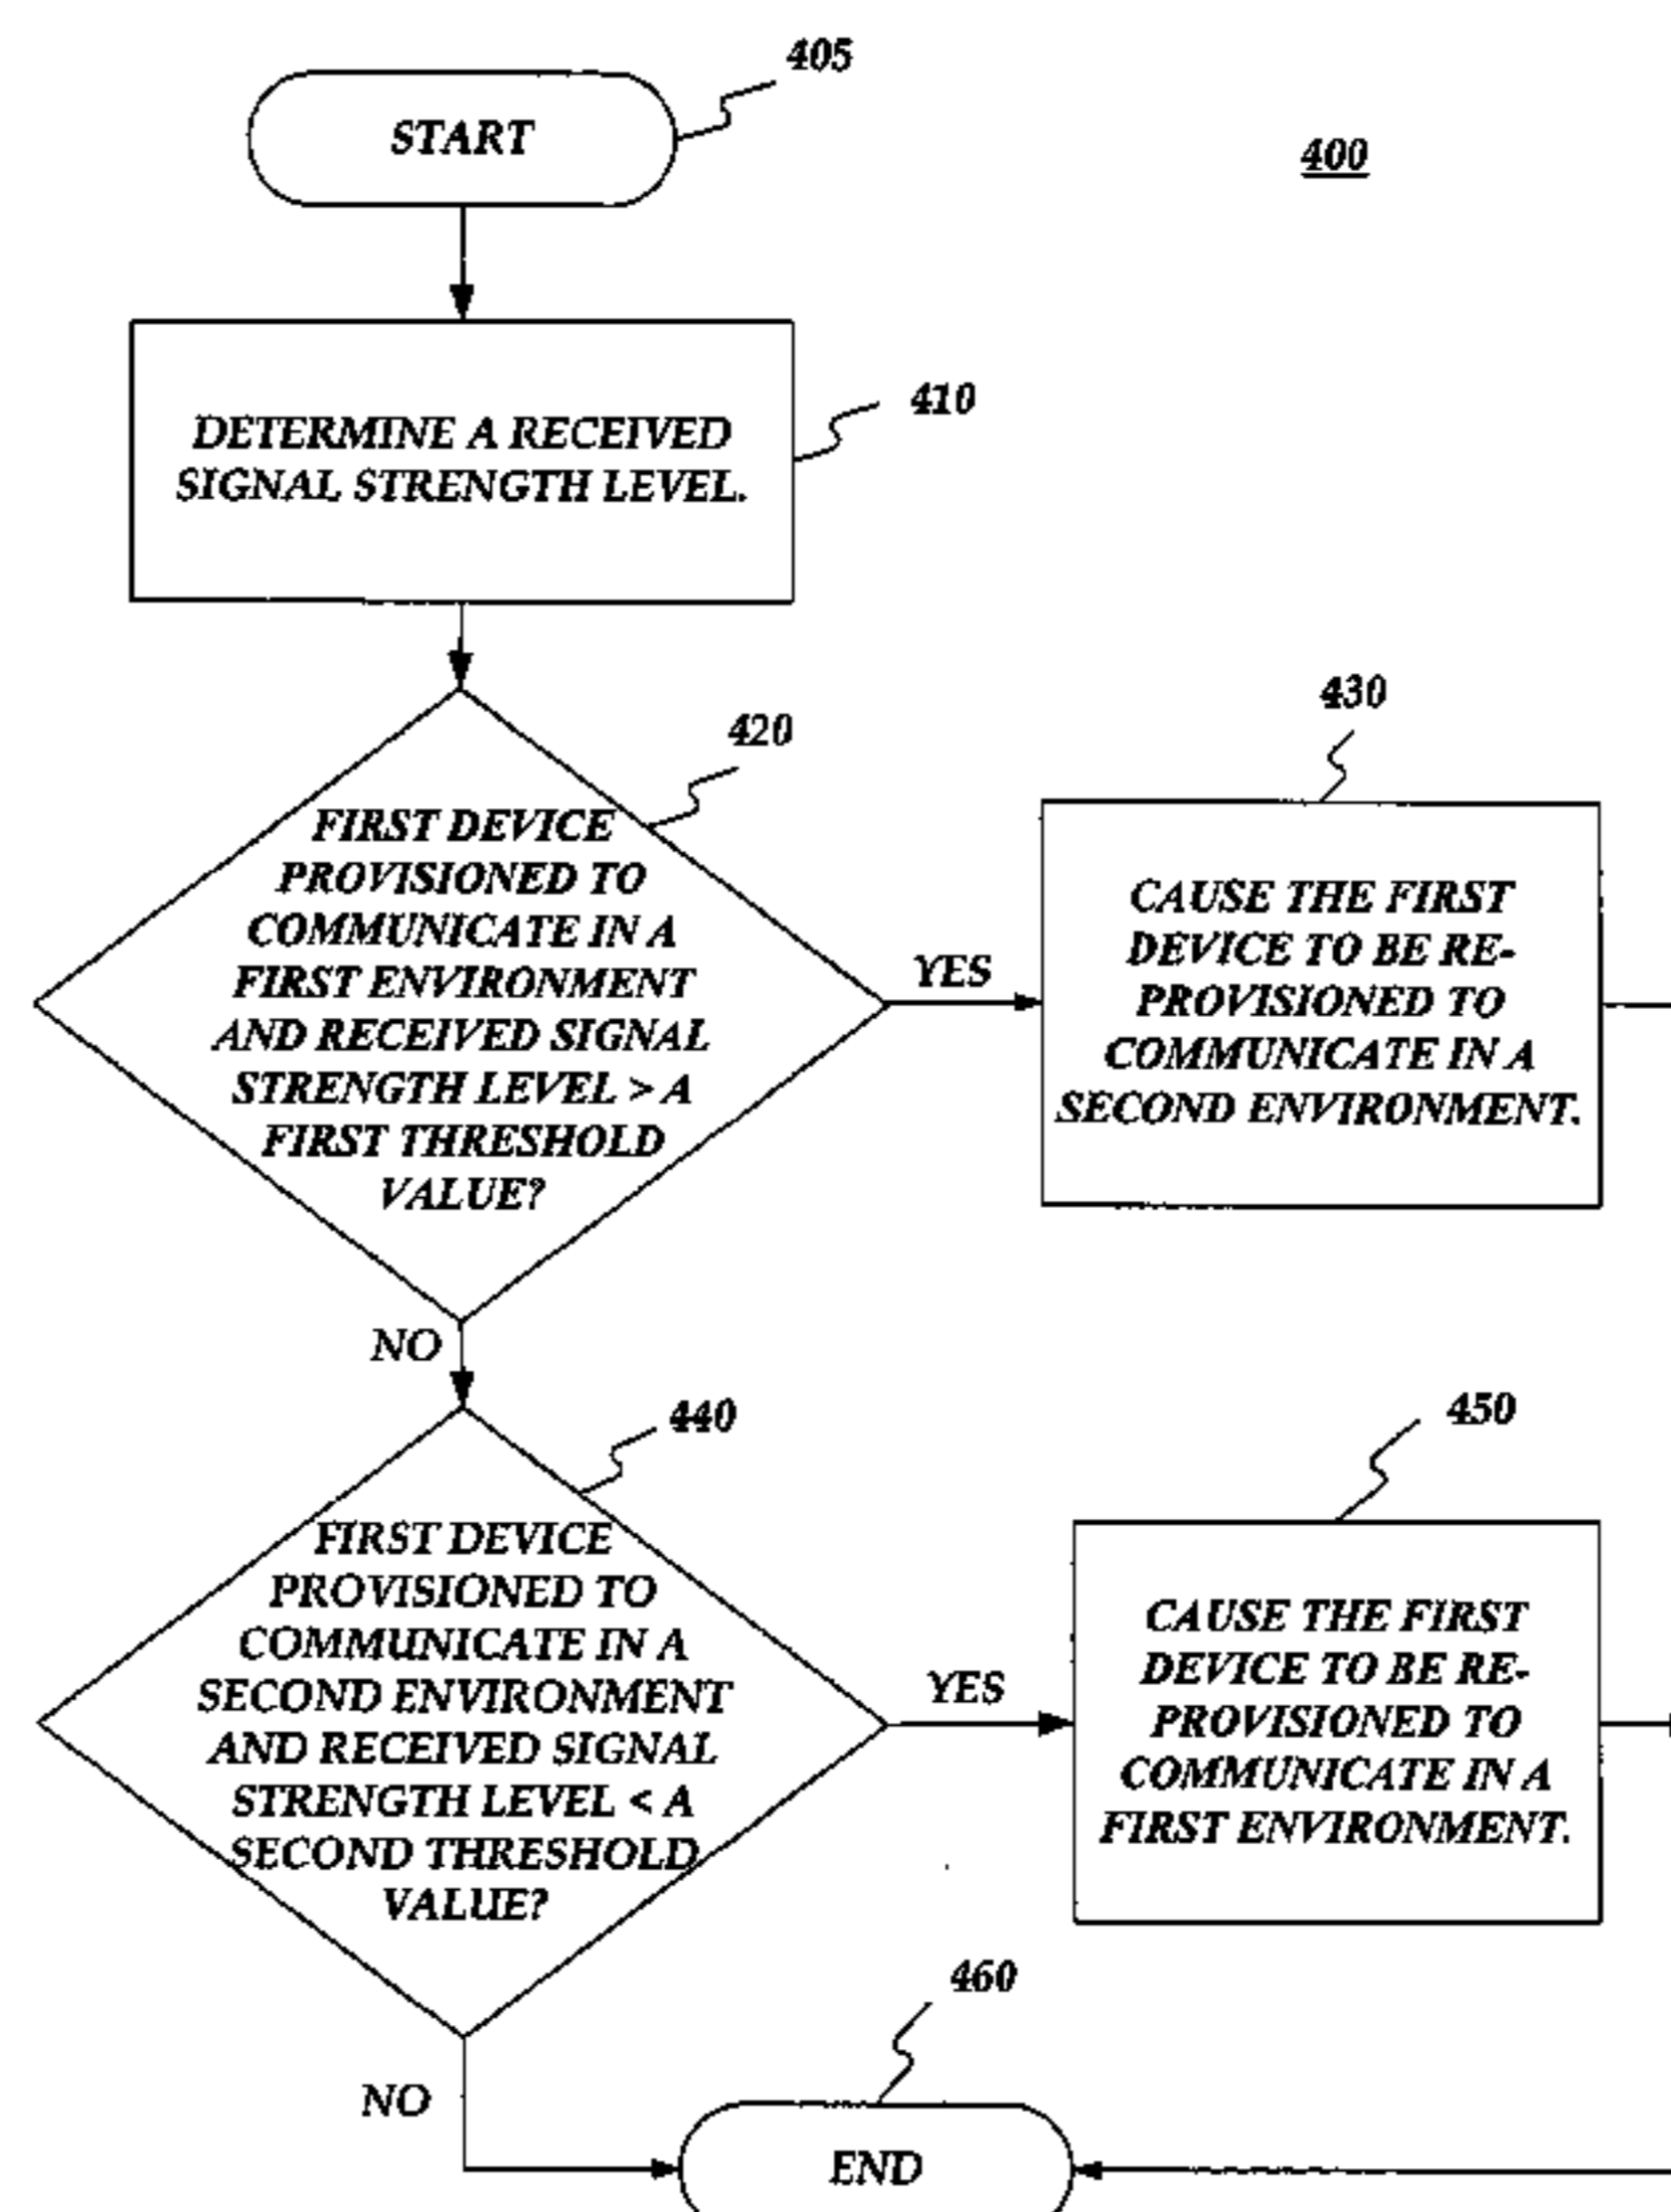 405
START
400
410
DETERMINE A RECEIVED
SIGNAL STRENGTH LEVEL.
420
FIRST DEVICE
PROVISIONED TO
COMMUNICATE IN A
FIRST ENVIRONMENT
AND RECEIVED SIGNAL
STRENGTH LEVEL > A
FIRST THRESHOLD
VALUE?
YES
430
CAUSE THE FIRST
DEVICE TO BE RE-
PROVISIONED TO
COMMUNICATE IN A
SECOND ENVIRONMENT.
NO
440
FIRST DEVICE
PROVISIONED TO
COMMUNICATE IN A
SECOND ENVIRONMENT
AND RECEIVED SIGNAL
STRENGTH LEVEL < A
SECOND THRESHOLD
VALUE?
YES
450
CAUSE THE FIRST
DEVICE TO BE RE-
PROVISIONED TO
COMMUNICATE IN A
FIRST ENVIRONMENT.
NO
460
END